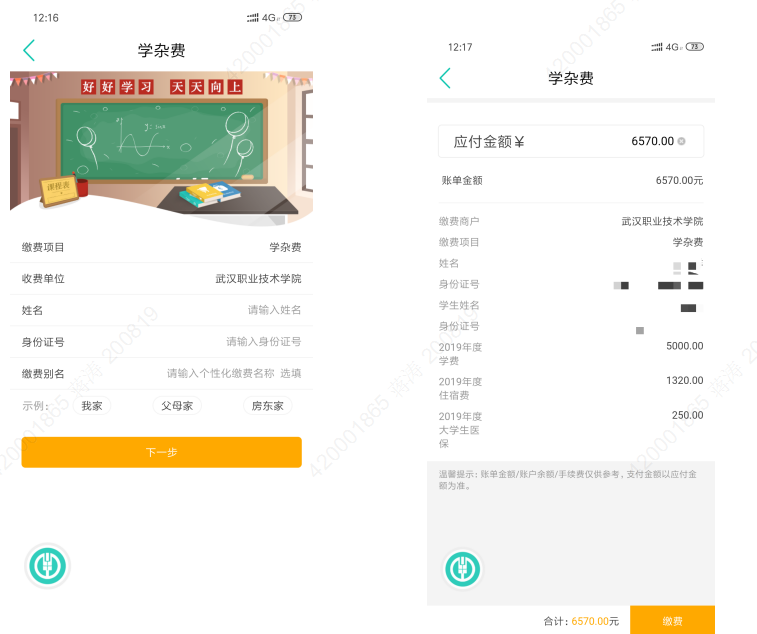 12:16
4G
73
学杂费
好好学习 天天向上
y=sinx
课程表
缴费项目 学杂费
收费单位 武汉职业技术学院
姓名 请输入姓名
身份证号 请输入身份证号
缴费别名 请输入个性化缴费名称 选填
示例: 我家 父母家 房东家
下一步
12:17
4G
73
学杂费
应付金额¥ 6570.00
账单金额 6570.00元
缴费商户 武汉职业技术学院
缴费项目 学杂费
姓名
身份证号
学生姓名
身份证号
2019年度 5000.00
学费
2019年度 1320.00
住宿费
2019年度 250.00
大学生医
保
温馨提示: 账单金额/账户余额/手续费仅供参考,支付金额以应付金
额为准。
合计: 6570.00元 缴费